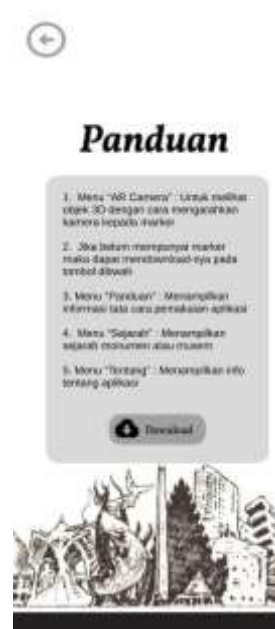 Panduan
1. Menu "AR Camera" : Untuk melihat
objek 3D dengan cara mengarahkan
kamera kepada marker
2. Jika belum mempunyai marker
maka dapat mendownload-nya pada
tombol dibwah
3. Menu "Panduan" : Menampilkan
informasi tata cara pemakaian aplikasi
4. Menu "Sejarah" : Menampilkan
sejarah monumen atau musem
5. Menu "Tentang" : Menampilkan info
tentang aplikasi
Download